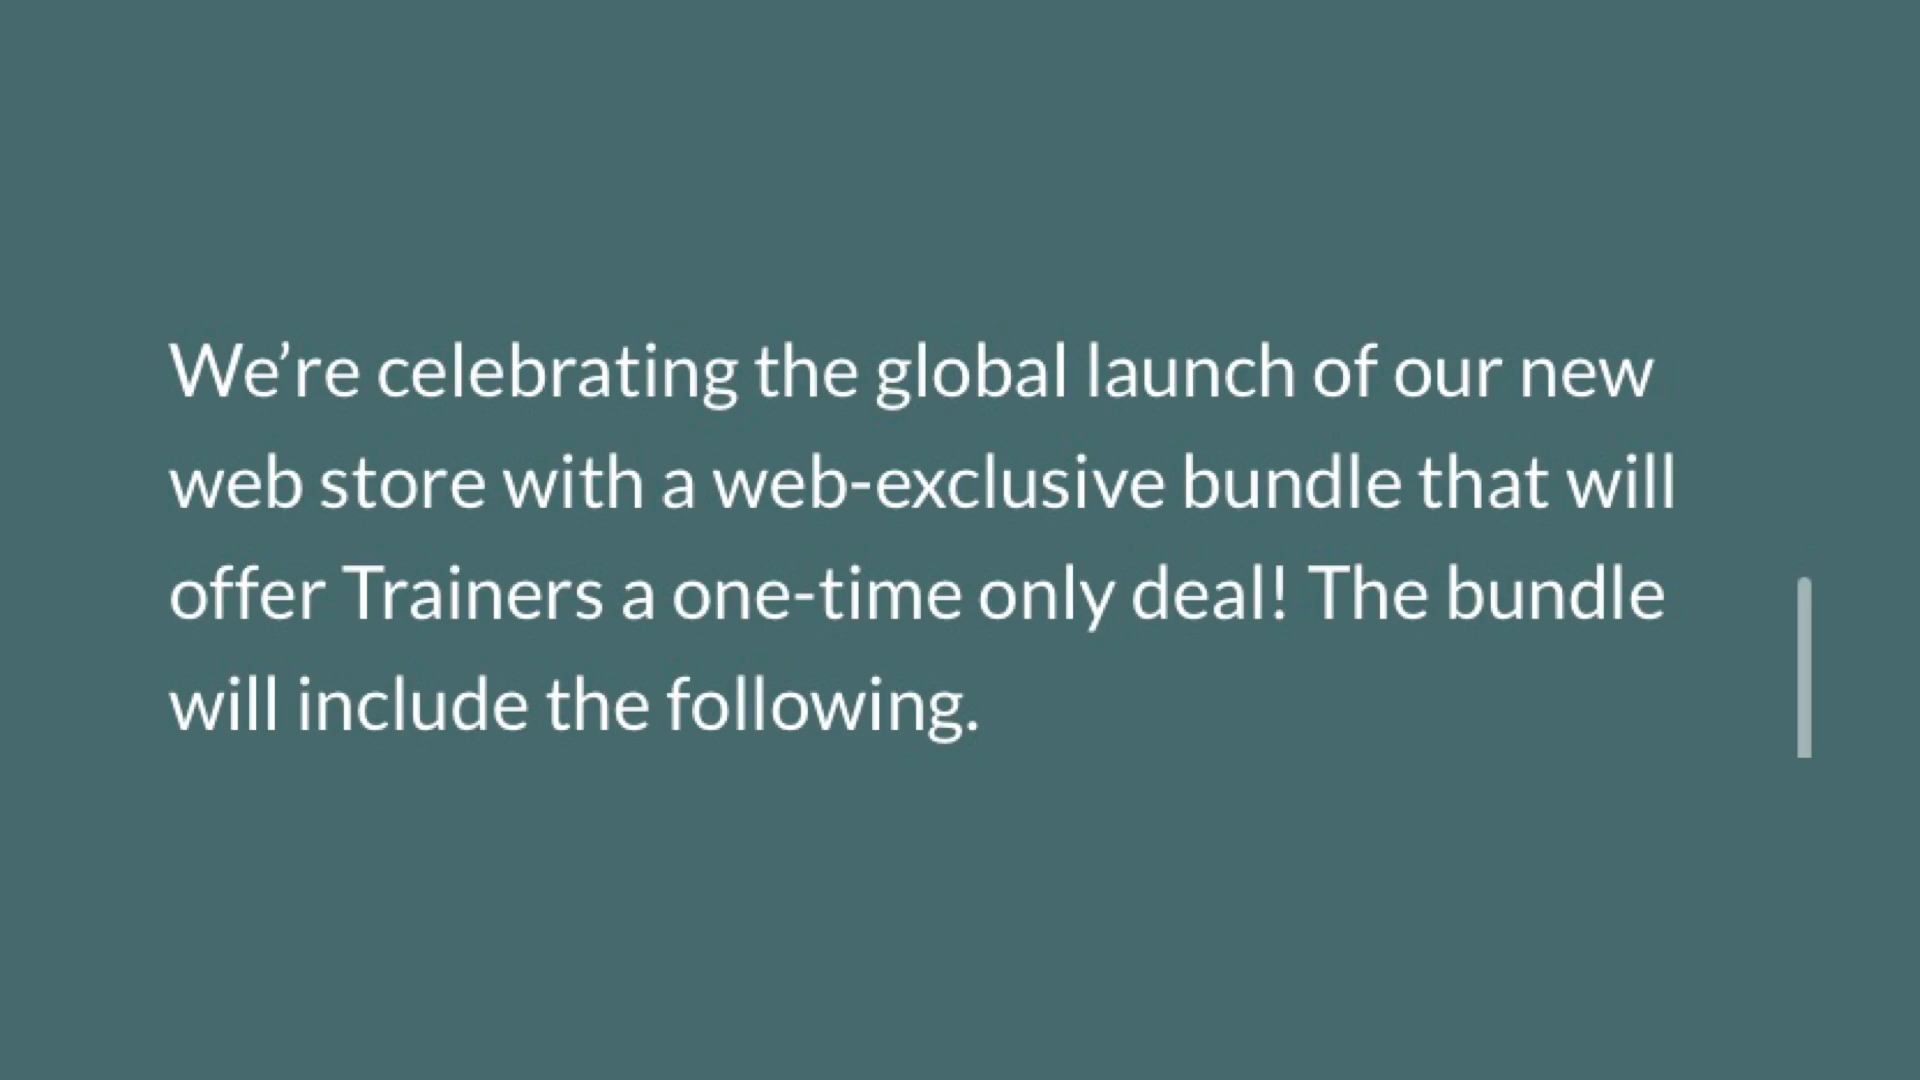 We’re celebrating the global launch of our new
web store with a web-exclusive bundle that will
offer Trainers a one-time only deal! The bundle
will include the following.